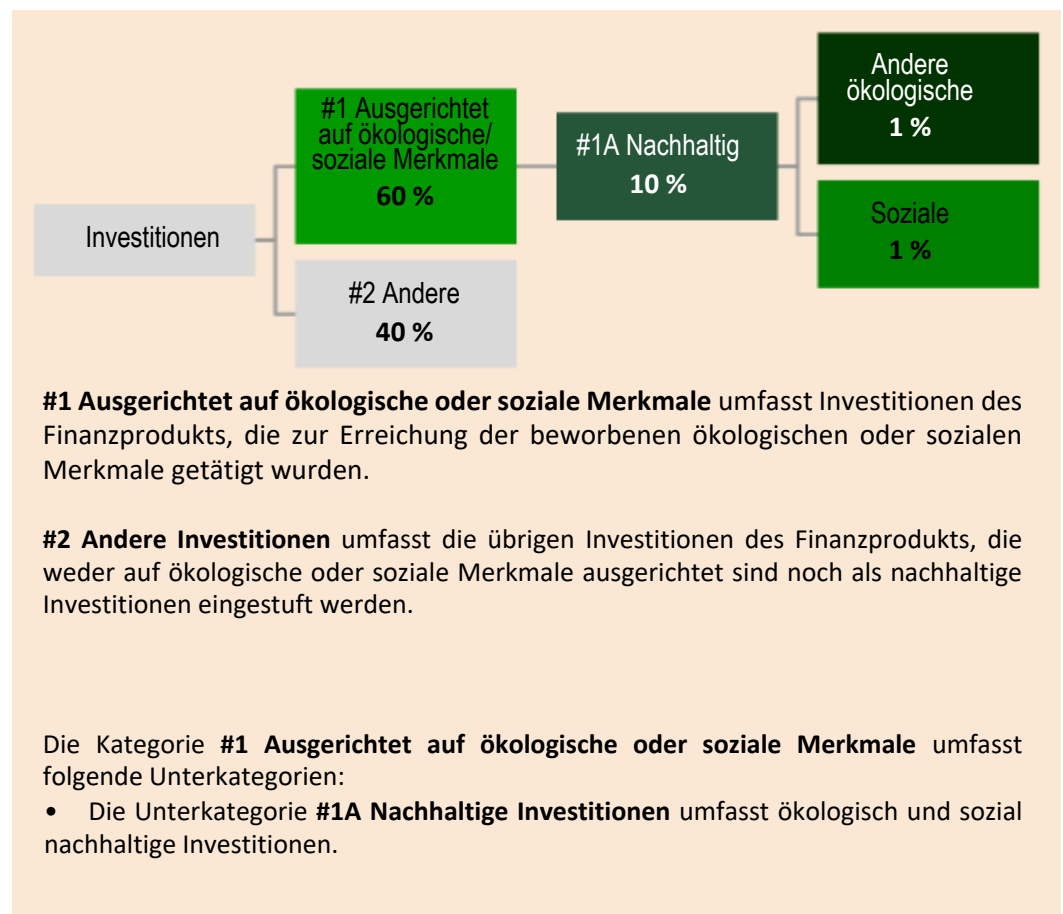 Investitionen
#1 Ausgerichtet
auf ökologische/
soziale Merkmale
60 %
#2 Andere
40 %
#1A Nachhaltig
10 %
Andere
ökologische
1 %
Soziale
1 %
#1 Ausgerichtet auf ökologische oder soziale Merkmale umfasst Investitionen des
Finanzprodukts, die zur Erreichung der beworbenen ökologischen oder sozialen
Merkmale getätigt wurden.
#2 Andere Investitionen umfasst die übrigen Investitionen des Finanzprodukts, die
weder auf ökologische oder soziale Merkmale ausgerichtet sind noch als nachhaltige
Investitionen eingestuft werden.
Die Kategorie #1 Ausgerichtet auf ökologische oder soziale Merkmale umfasst
folgende Unterkategorien:
• Die Unterkategorie #1A Nachhaltige Investitionen umfasst ökologisch und sozial
nachhaltige Investitionen.